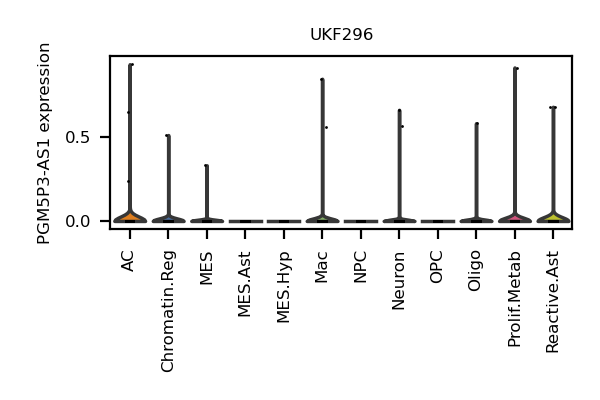 UKF296
PGM5P3-AS1 expression
0.5
0.0
AC
Chromatin.Reg
MES
MES.Ast
MES.Hyp
Mac
NPC
Neuron
OPC
Oligo
Prolif.Metab
Reactive.Ast